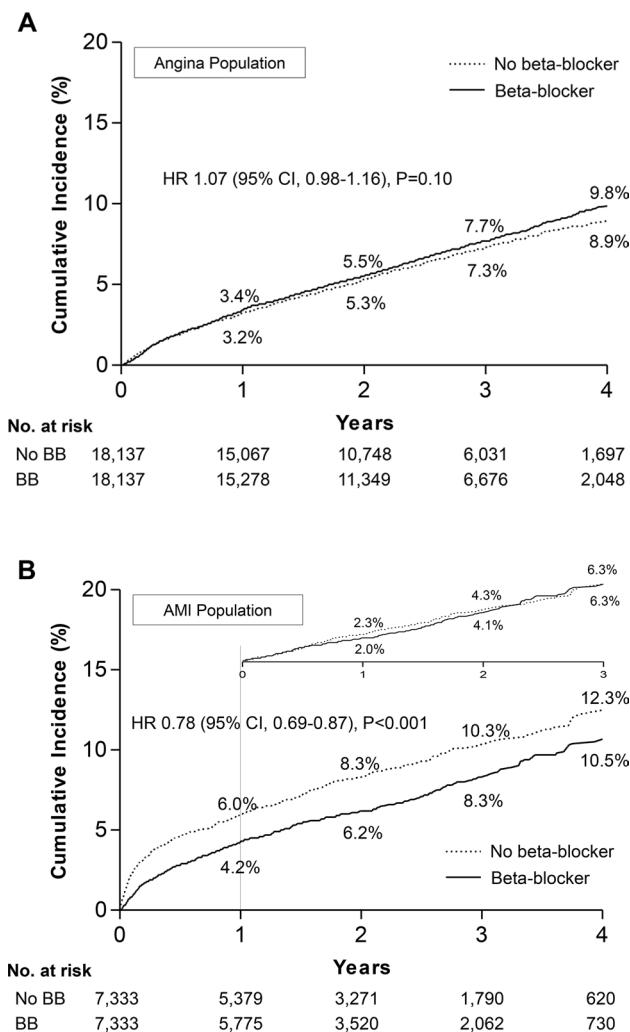 A
20
Angina Population
No beta-blocker
Beta-blocker
15
Cumulative Incidence (%)
HR 1.07 (95% CI, 0.98-1.16), P=0.10
10
9.8%
7.7%
8.9%
5.5%
7.3%
5
3.4%
5.3%
3.2%
0
0 1 2 3 4
Years
No. at risk
No BB 18,137 15,067 10,748 6,031 1,697
BB 18,137 15,278 11,349 6,676 2,048
B
20
AMI Population
6.3%
4.3%
6.3%
2.3%
4.1%
2.0%
0 1 2 3
15
Cumulative Incidence (%)
HR 0.78 (95% CI, 0.69-0.87), P<0.001
12.3%
10.3%
10
10.5%
8.3%
8.3%
6.0%
6.2%
5
4.2%
No beta-blocker
Beta-blocker
0
0 1 2 3 4
Years
No. at risk
No BB 7,333 5,379 3,271 1,790 620
BB 7,333 5,775 3,520 2,062 730